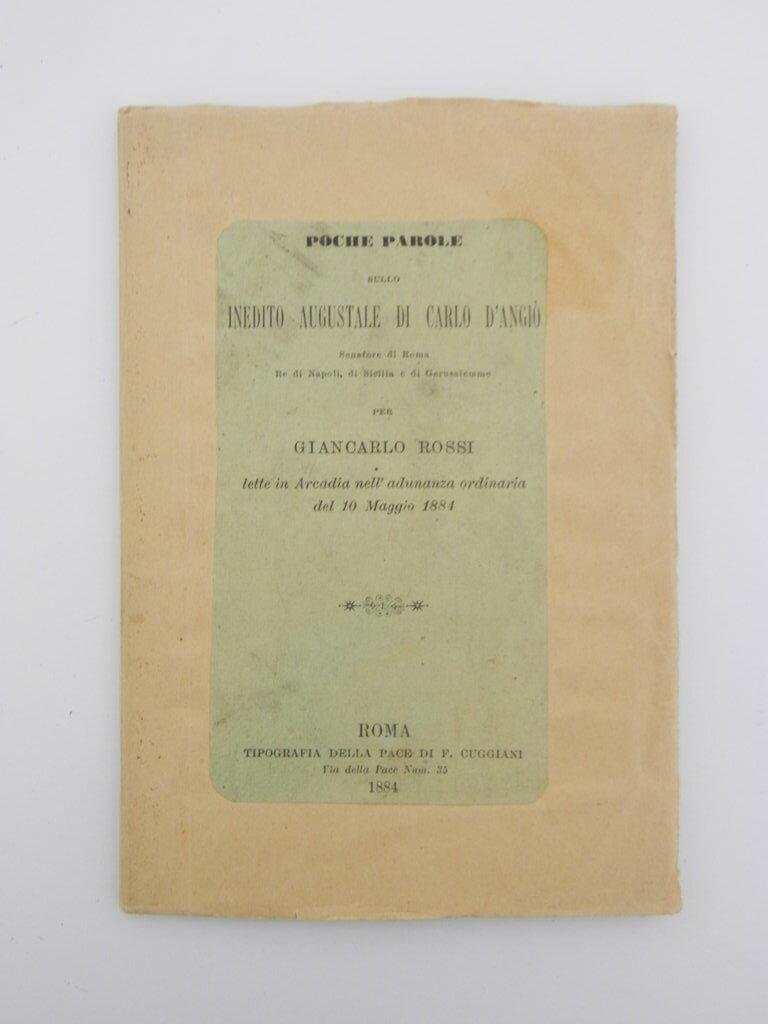 POCHE PAROLE
SULLO
INEDITO AUGUSTALE DI CARLO D'ANGIÒ
Senatore di Roma
Re di Napoli, di Sicilia e di Gerusalemme
PER
GIANCARLO ROSSI
lette in Arcadia nell' adunanza ordinaria
del 10 Maggio 1884
ROMA
TIPOGRAFIA DELLA PACE DI F. CUGGIANI
Via della Pace Num. 35
1884